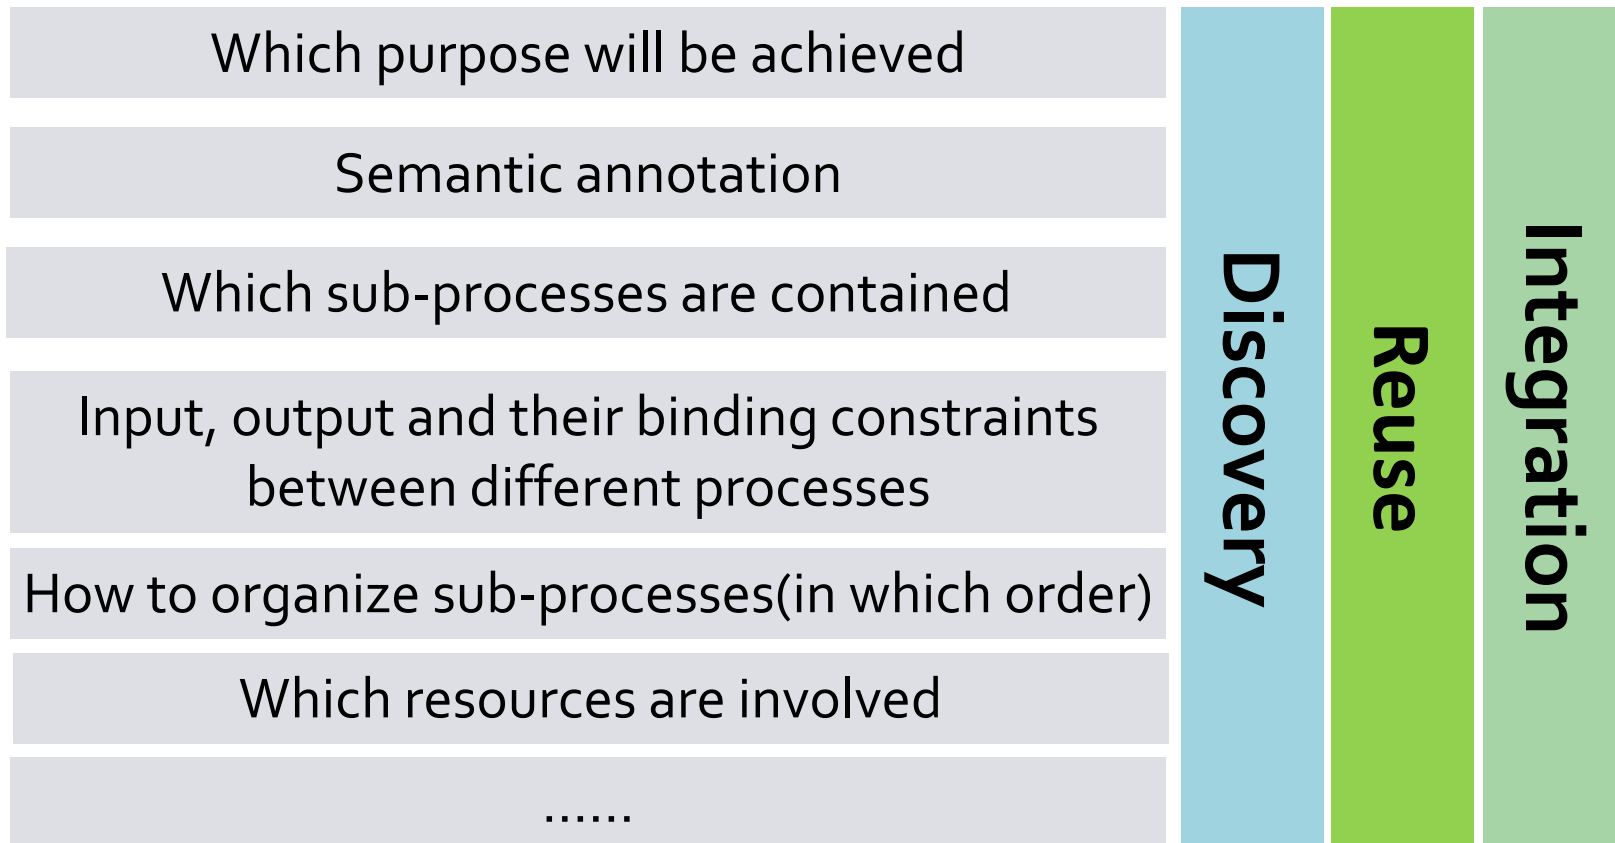 Which purpose will be achieved
Semantic annotation
Which sub-processes are contained
Input, output and their binding constraints
between different processes
How to organize sub-processes(in which order)
Which resources are involved
......
Discovery
Reuse
Integration